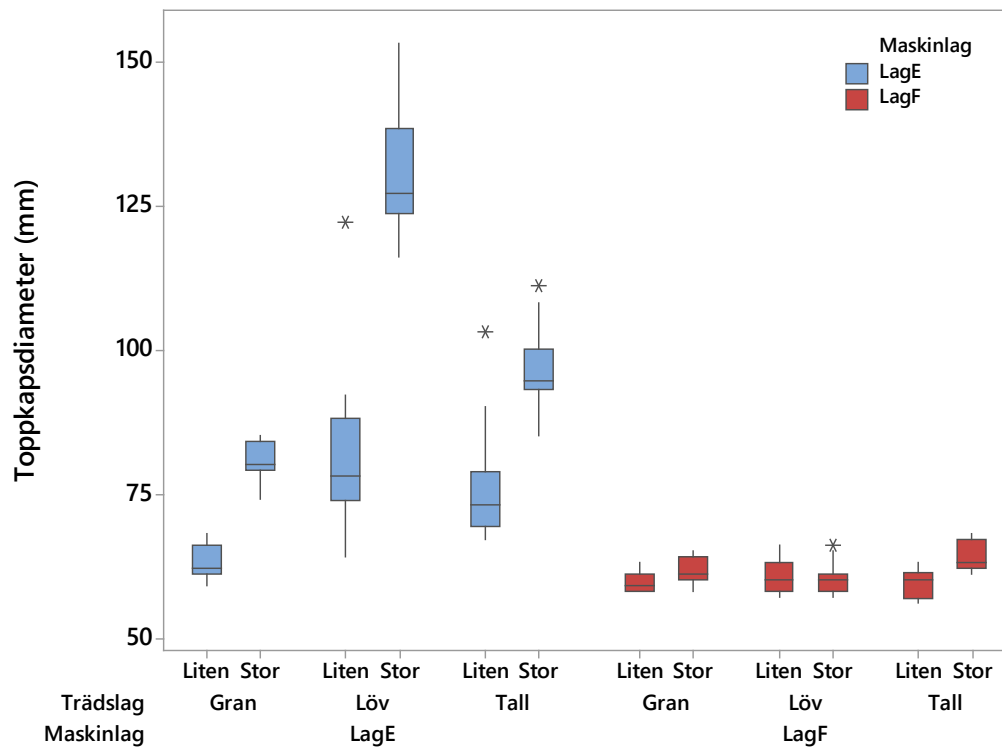 Toppkapsdiameter (mm)
150
125
100
75
50
Maskinlag
LagE
LagF
Liten Stor Liten Stor Liten Stor Liten Stor Liten Stor Liten Stor
Trädslag Gran Löv Tall Gran Löv Tall
Maskinlag LagE LagF